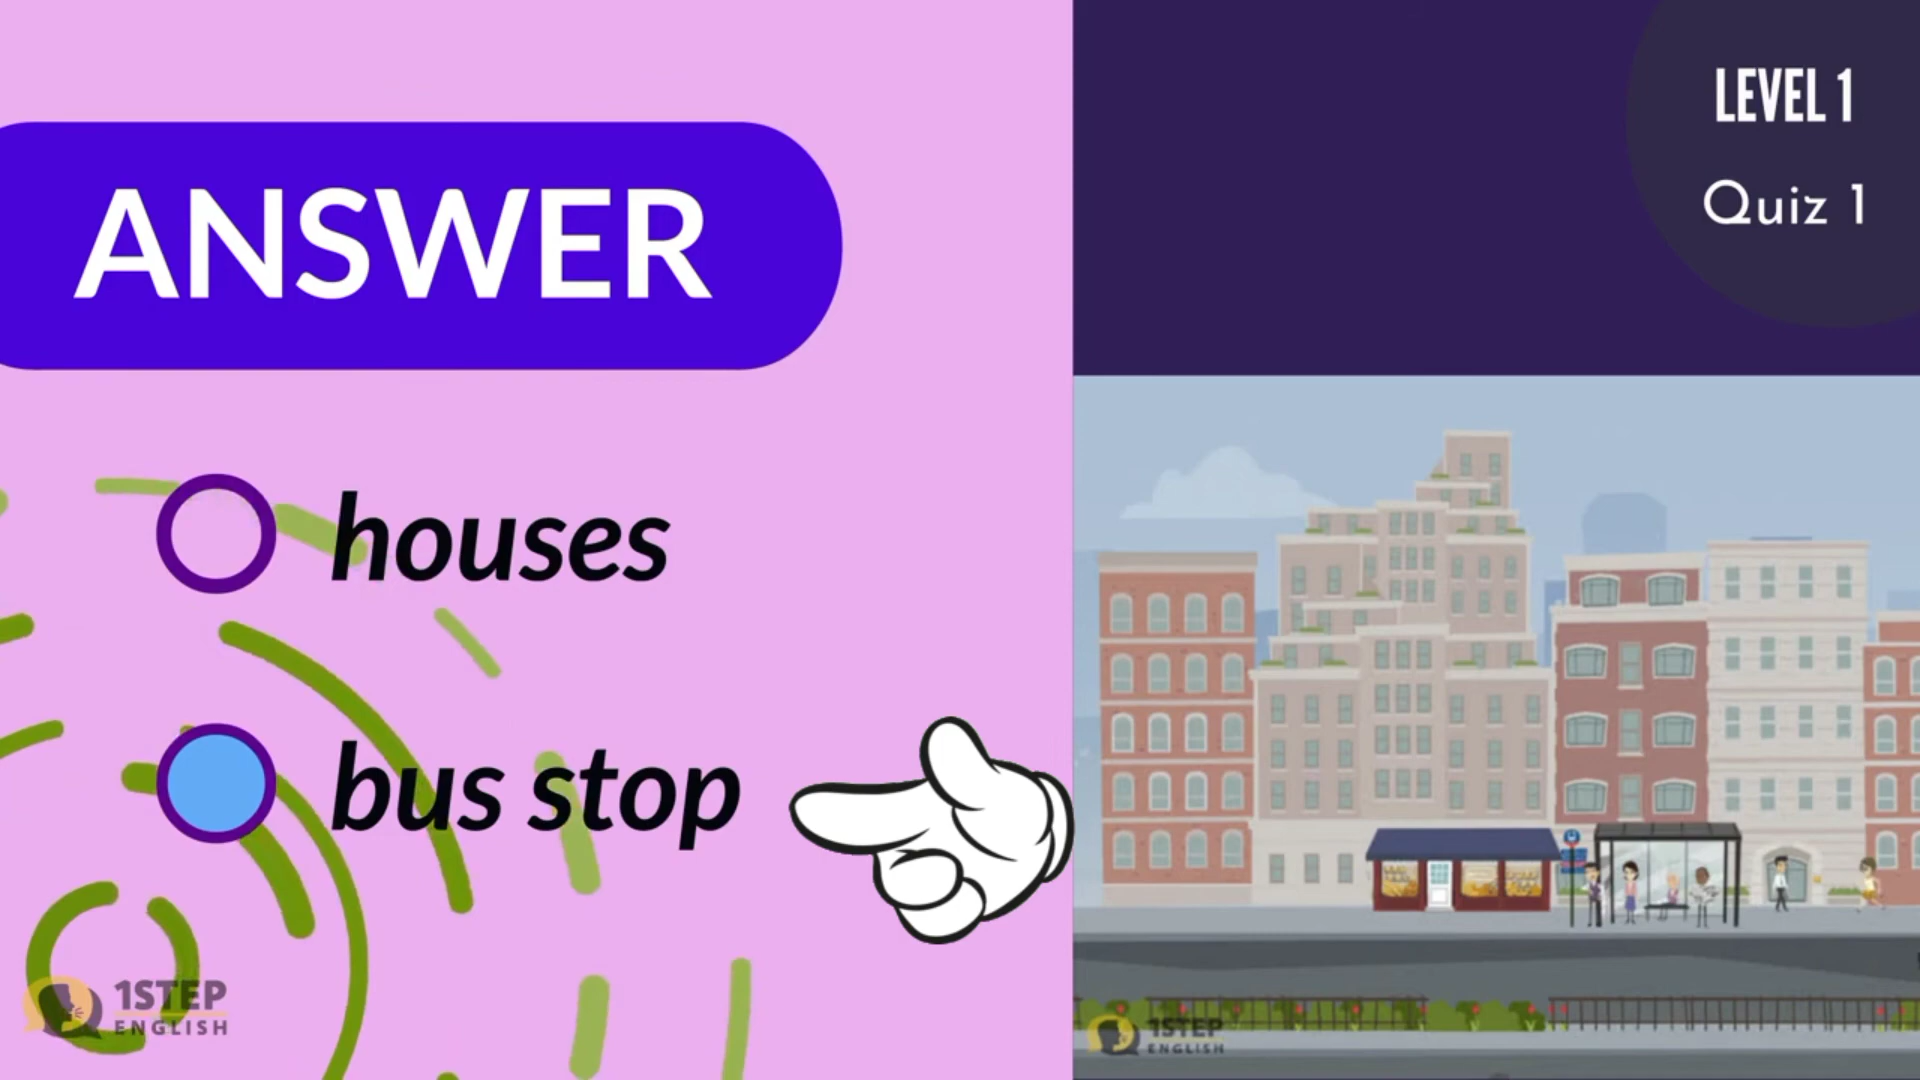 ANSWER
houses
bus stop
LEVEL 1
Quiz 1
1STEP
ENGLISH
1STEP
ENGLISH